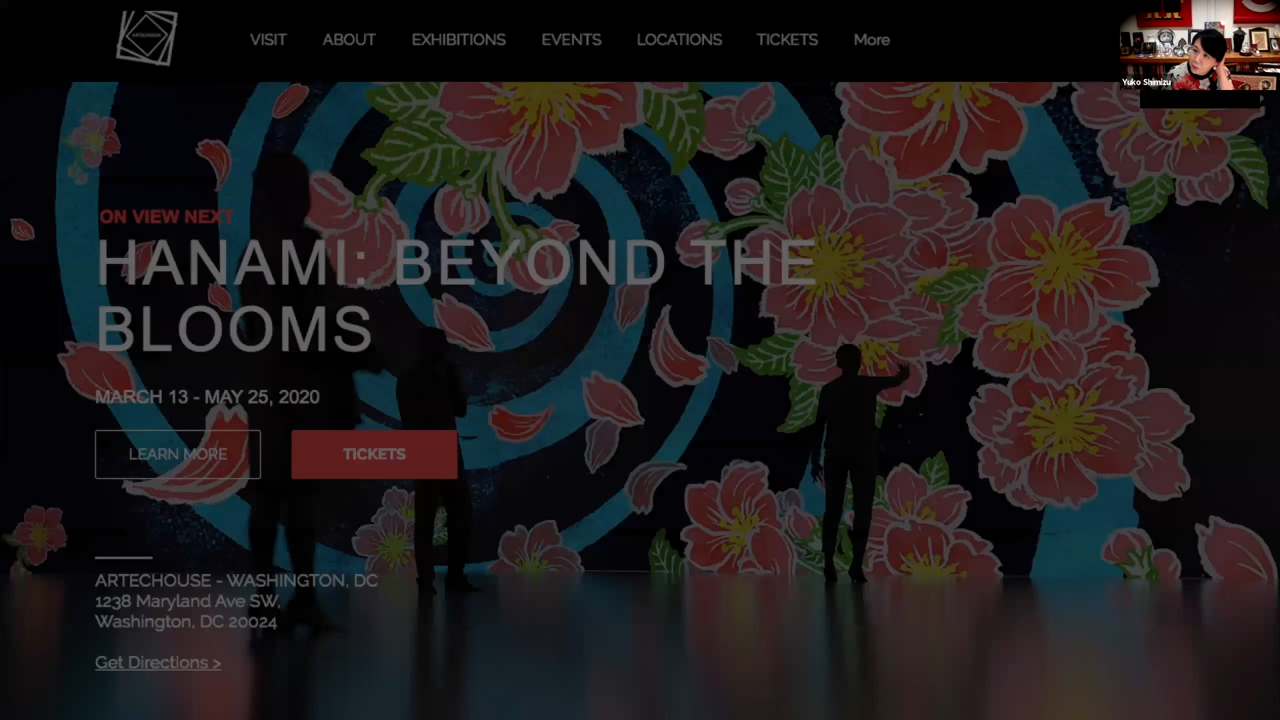 ARTECHOUSE
VISIT ABOUT EXHIBITIONS EVENTS LOCATIONS TICKETS More
Yuko Shimizu
ON VIEW NEXT
HANAMI: BEYOND THE
BLOOMS
MARCH 13 - MAY 25, 2020
LEARN MORE TICKETS
ARTECHOUSE - WASHINGTON, DC
1238 Maryland Ave SW,
Washington, DC 20024
Get Directions >